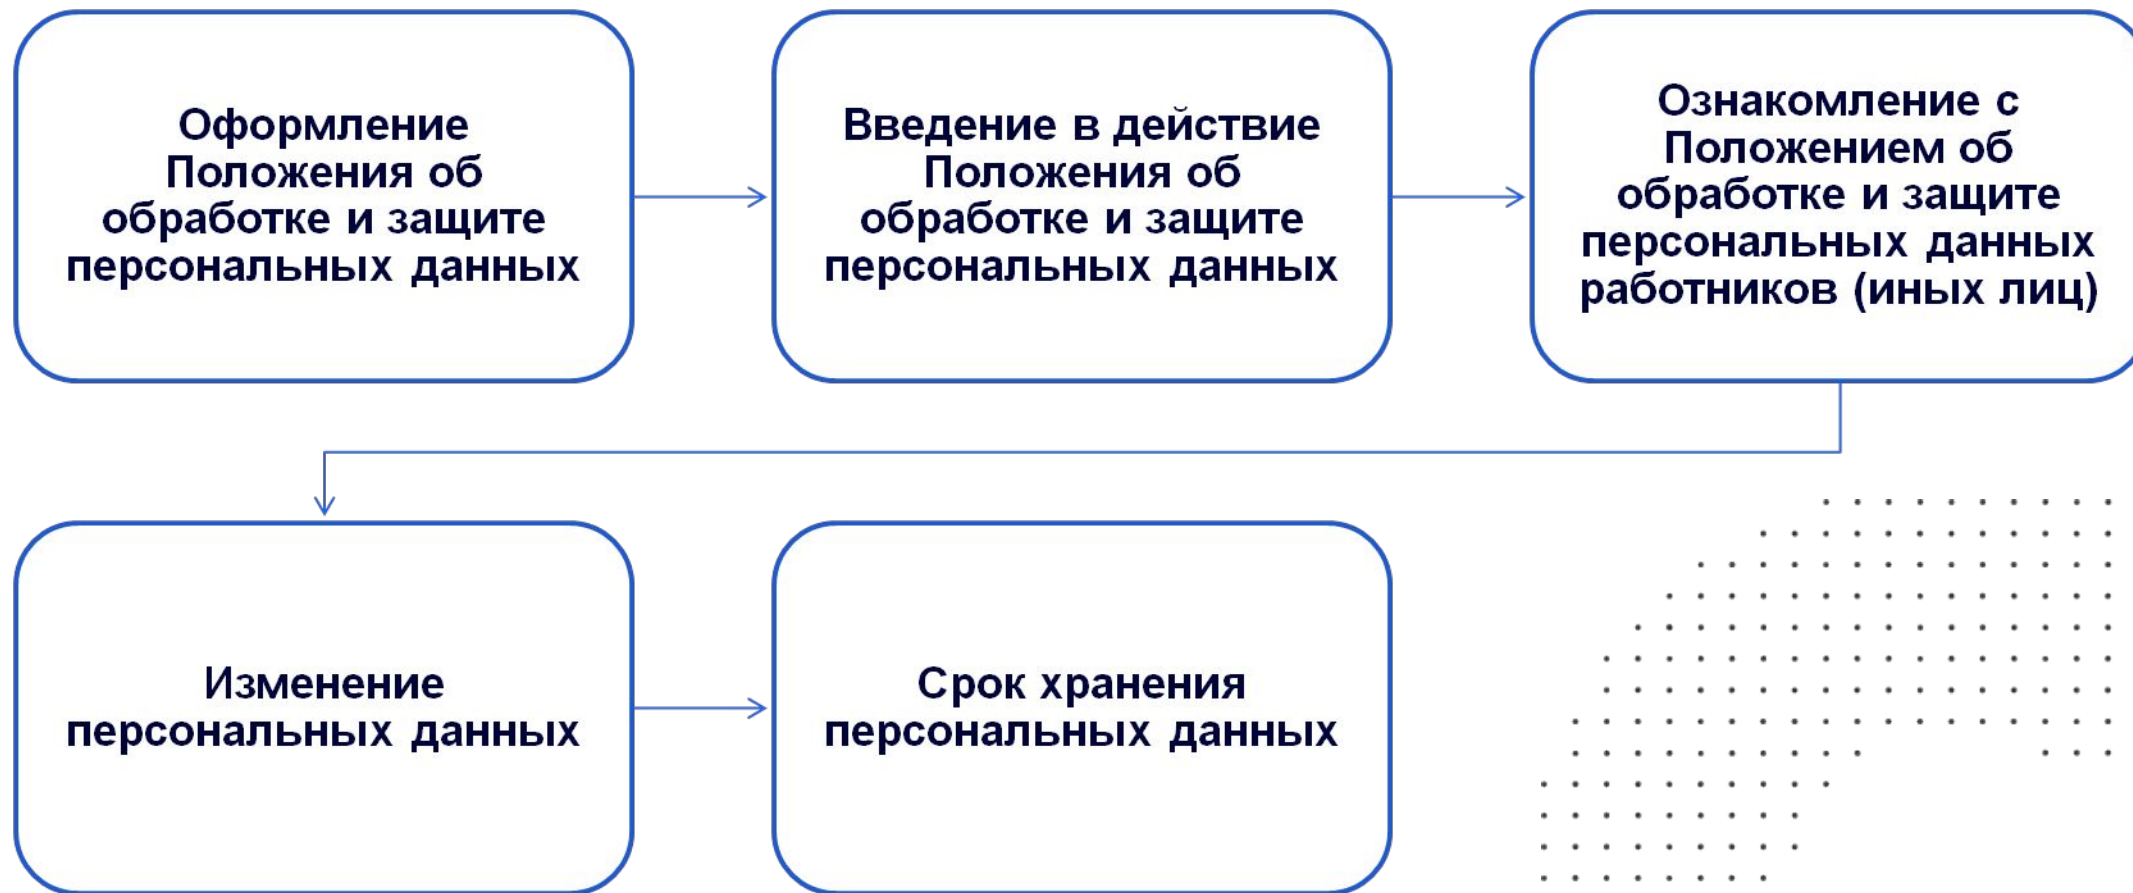 Оформление
Положения об
обработке и защите
персональных данных
Введение в действие
Положения об
обработке и защите
персональных данных
Ознакомление с
Положением об
обработке и защите
персональных данных
работников (иных лиц)
Изменение
персональных данных
Срок хранения
персональных данных